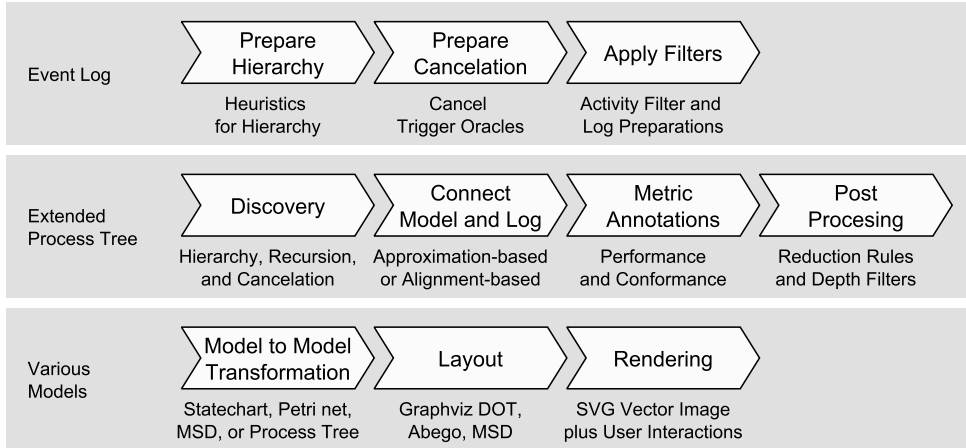 Event Log
Prepare
Hierarchy
Heuristics
for Hierarchy
Prepare
Cancelation
Cancel
Trigger Oracles
Apply Filters
Activity Filter and
Log Preparations
Extended
Process Tree
Discovery
Hierarchy, Recursion,
and Cancelation
Connect
Model and Log
Approximation-based
or Alignment-based
Metric
Annotations
Performance
and Conformance
Post
Procesing
Reduction Rules
and Depth Filters
Various
Models
Model to Model
Transformation
Statechart, Petri net,
MSD, or Process Tree
Layout
Graphviz DOT,
Abego, MSD
Rendering
SVG Vector Image
plus User Interactions